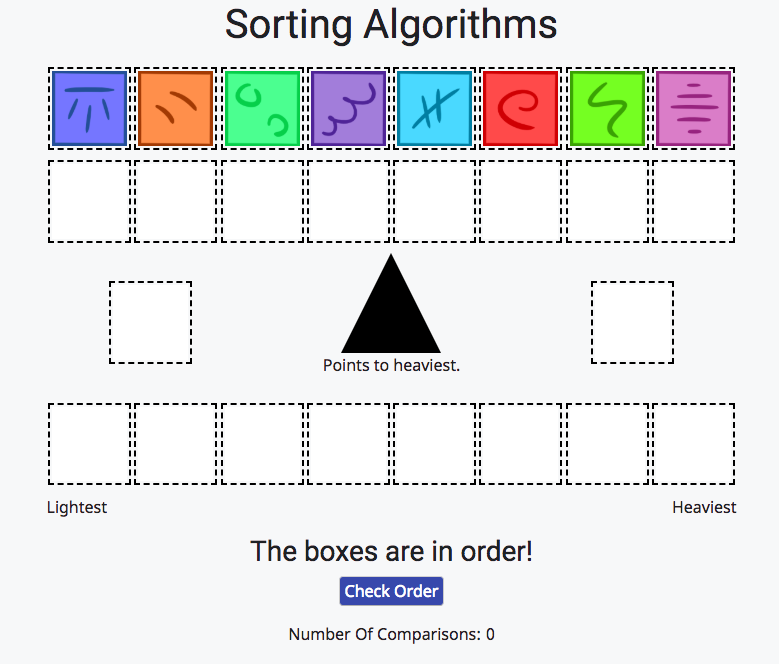 Sorting Algorithms
Points to heaviest.
Lightest Heaviest
The boxes are in order!
Check Order
Number Of Comparisons: 0